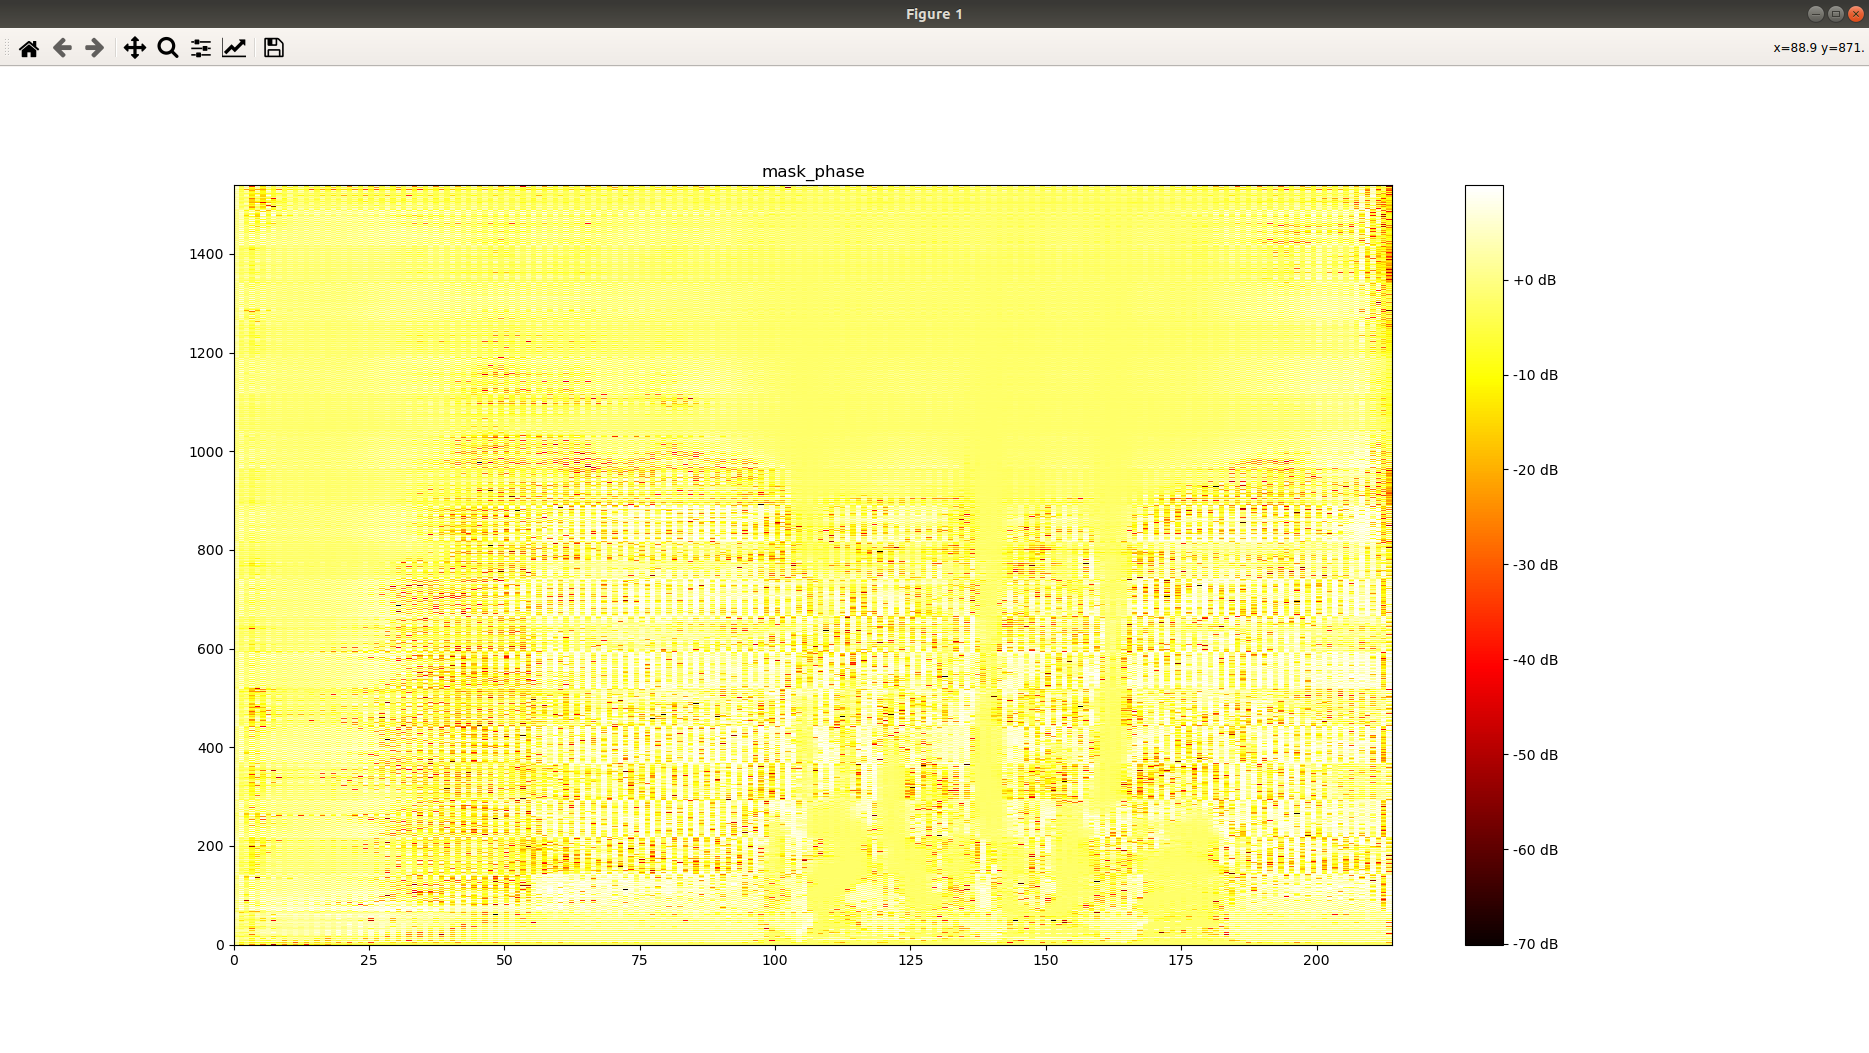 Figure 1
x=88.9 y=871.
mask_phase
1400
1200
1000
800
600
400
200
0
0 25 50 75 100 125 150 175 200
+0 dB
-10 dB
-20 dB
-30 dB
-40 dB
-50 dB
-60 dB
-70 dB